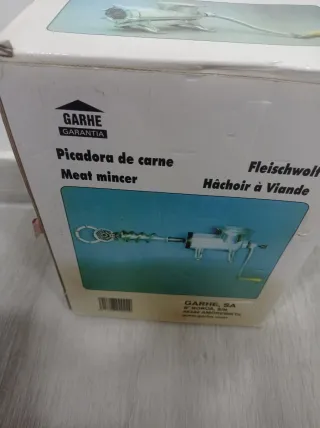 GARHE
GARANTIA
Picadora de carne
Meat mincer
Fleischwolf
Hâchoir à Viande
GARHE, SA